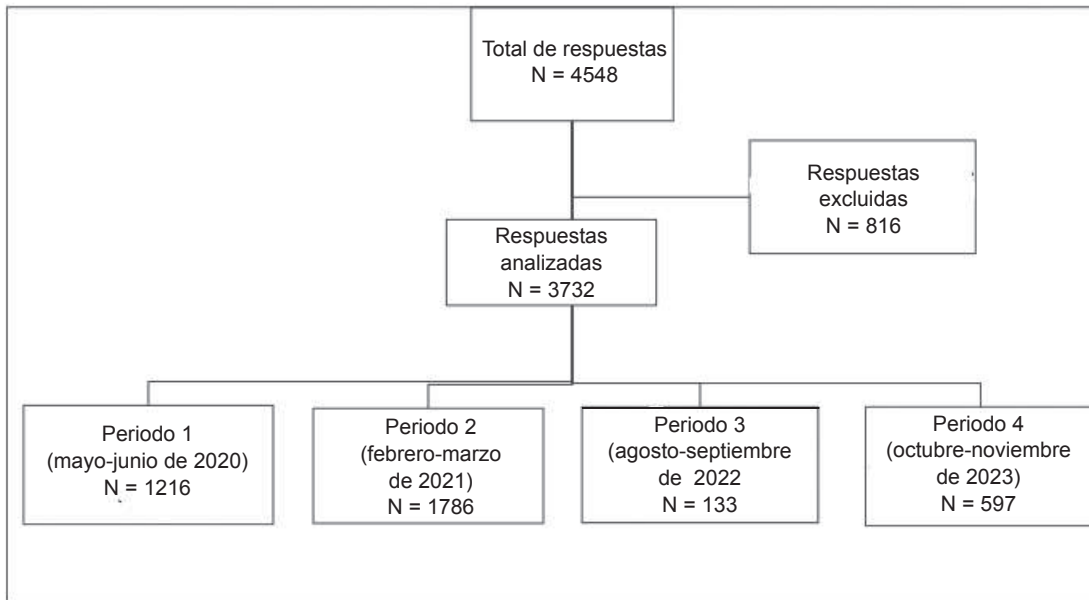 Total de respuestas
N = 4548
Respuestas
excluidas
N = 816
Respuestas
analizadas
N = 3732
Periodo 1
(mayo-junio de 2020)
N = 1216
Periodo 2
(febrero-marzo
de 2021)
N = 1786
Periodo 3
(agosto-septiembre
de 2022
N = 133
Periodo 4
(octubre-noviembre
de 2023)
N = 597